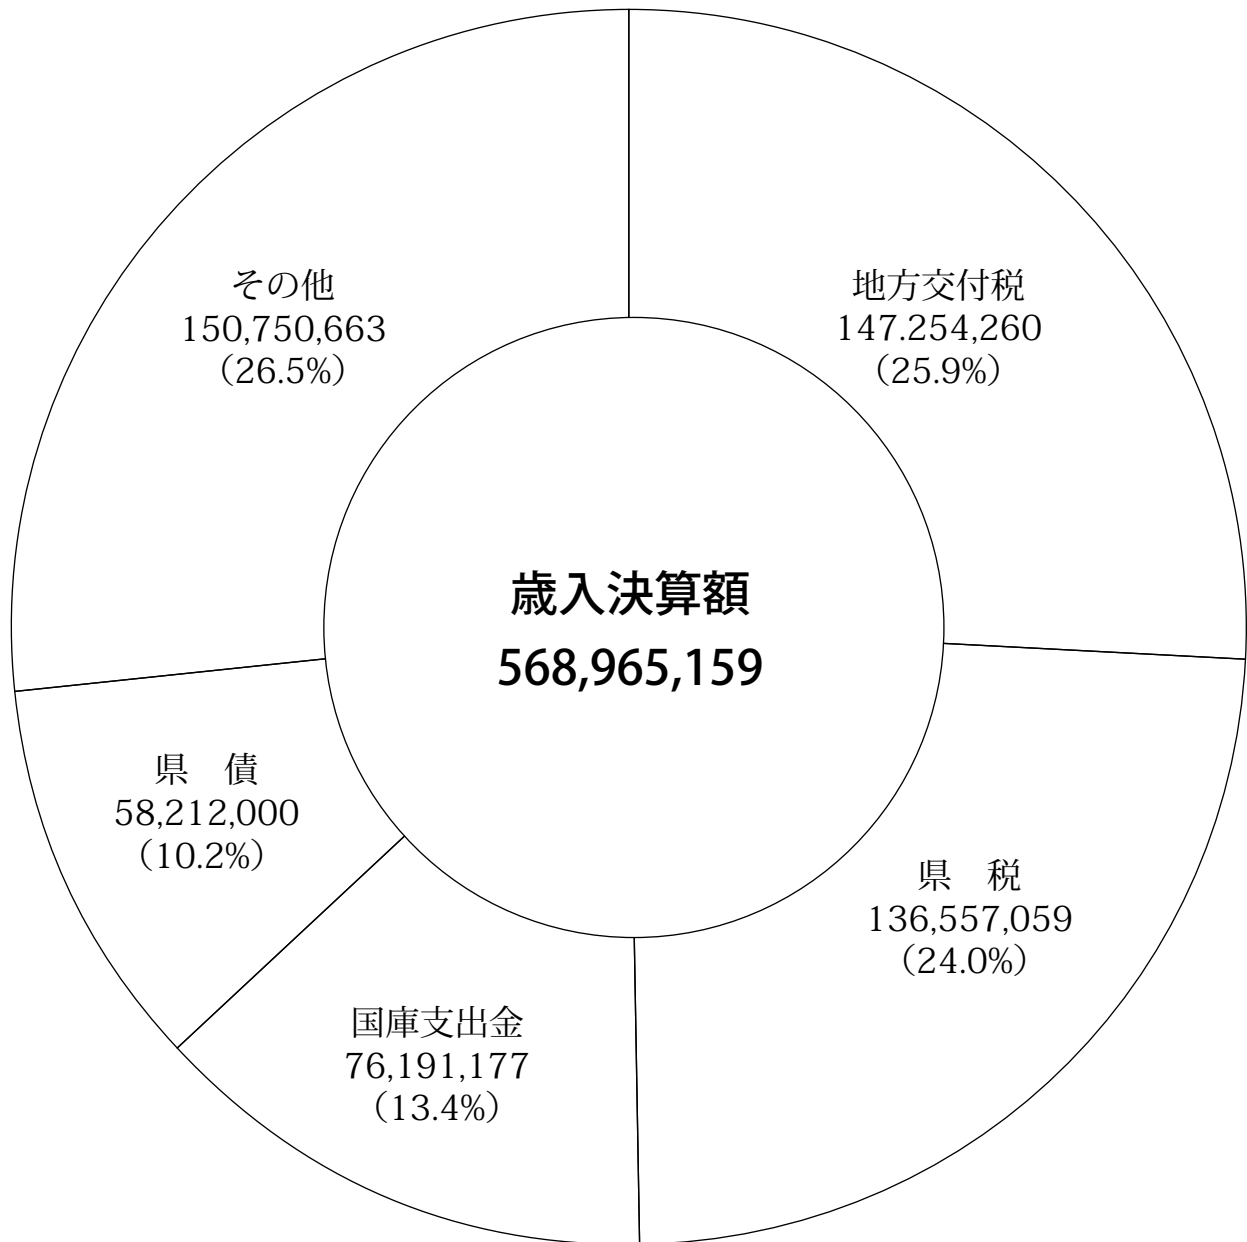 その他
150,750,663
（26.5%）
地方交付税
147.254,260
（25.9%）
歳入決算額
568,965,159
県　債
58,212,000
（10.2%）
県　税
136,557,059
（24.0%）
国庫支出金
76,191,177
（13.4%）